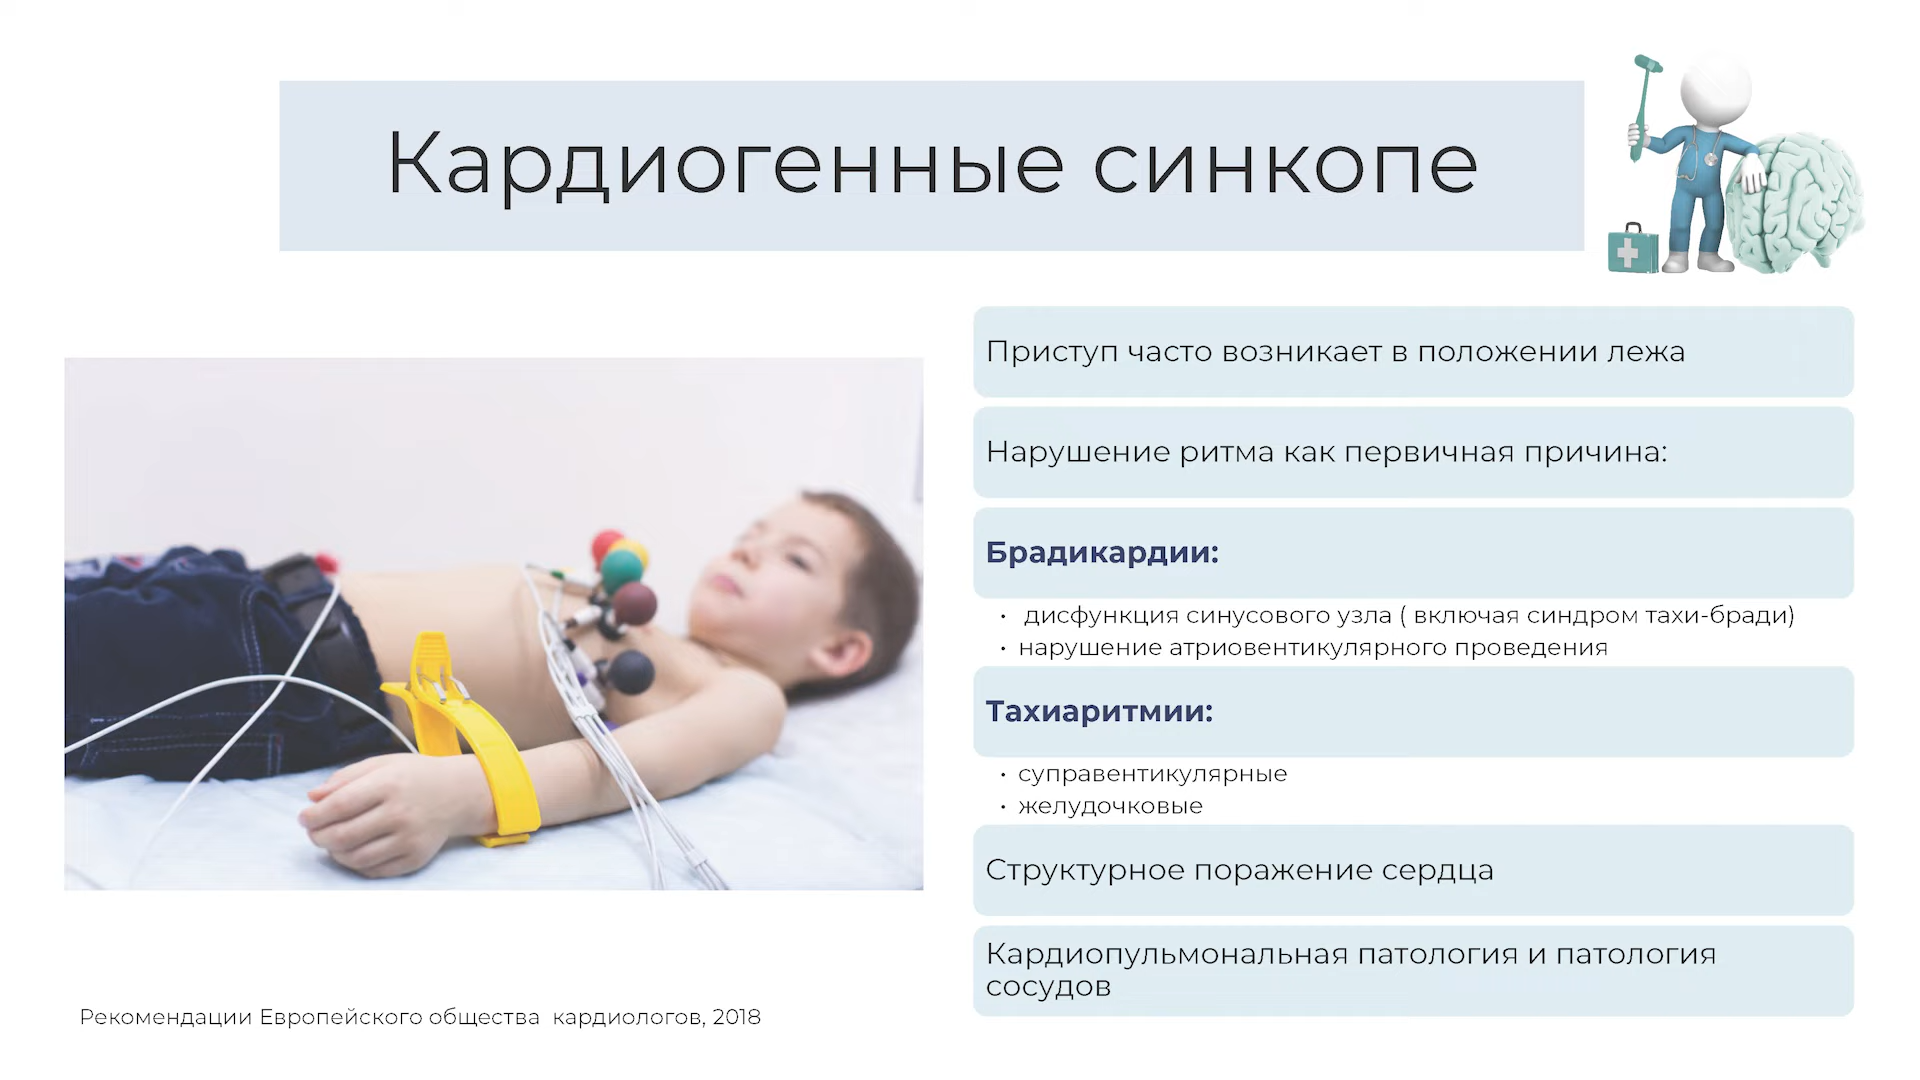 Кардиогенные синкопе
Приступ часто возникает в положении лежа
Нарушение ритма как первичная причина:
Брадикардии:
• дисфункция синусового узла ( включая синдром тахи-бради)
• нарушение атриовентикулярного проведения
Тахиаритмии:
• суправентикулярные
• желудочковые
Структурное поражение сердца
Кардиопульмональная патология и патология
сосудов
Рекомендации Европейского общества кардиологов, 2018